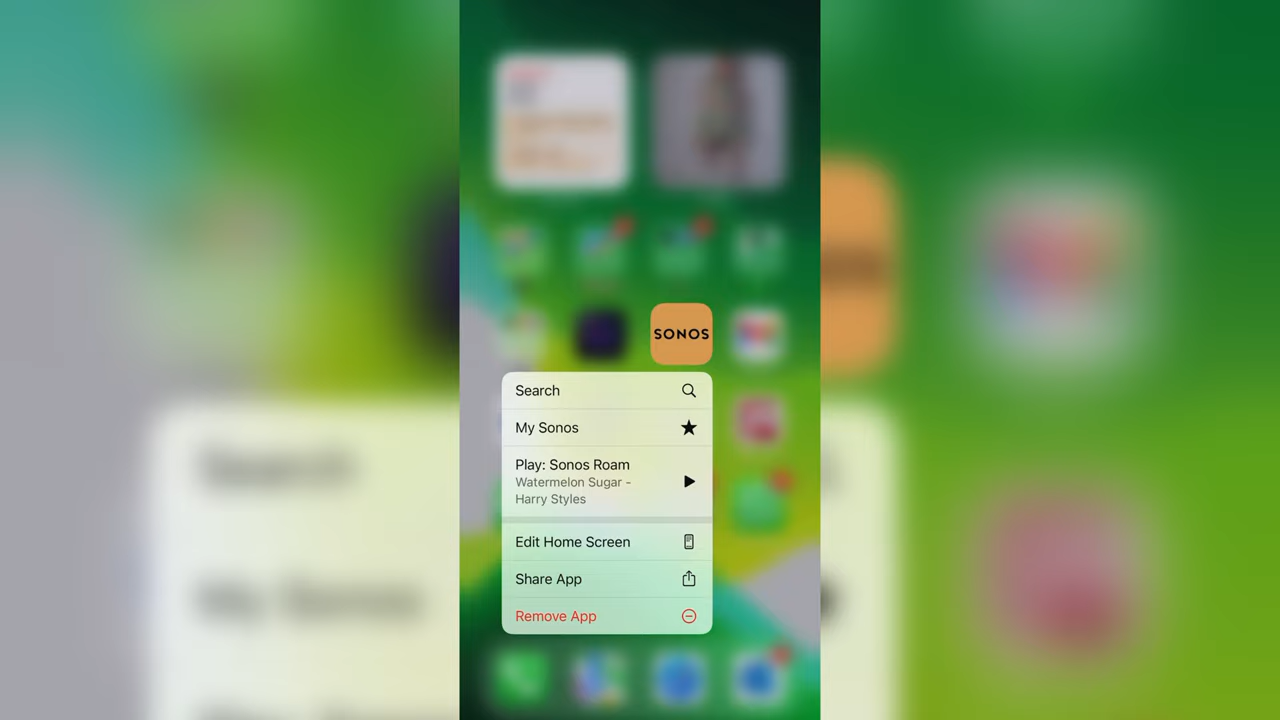 SONOS
Search
My Sonos
Play: Sonos Roam
Watermelon Sugar -
Harry Styles
Edit Home Screen
Share App
Remove App